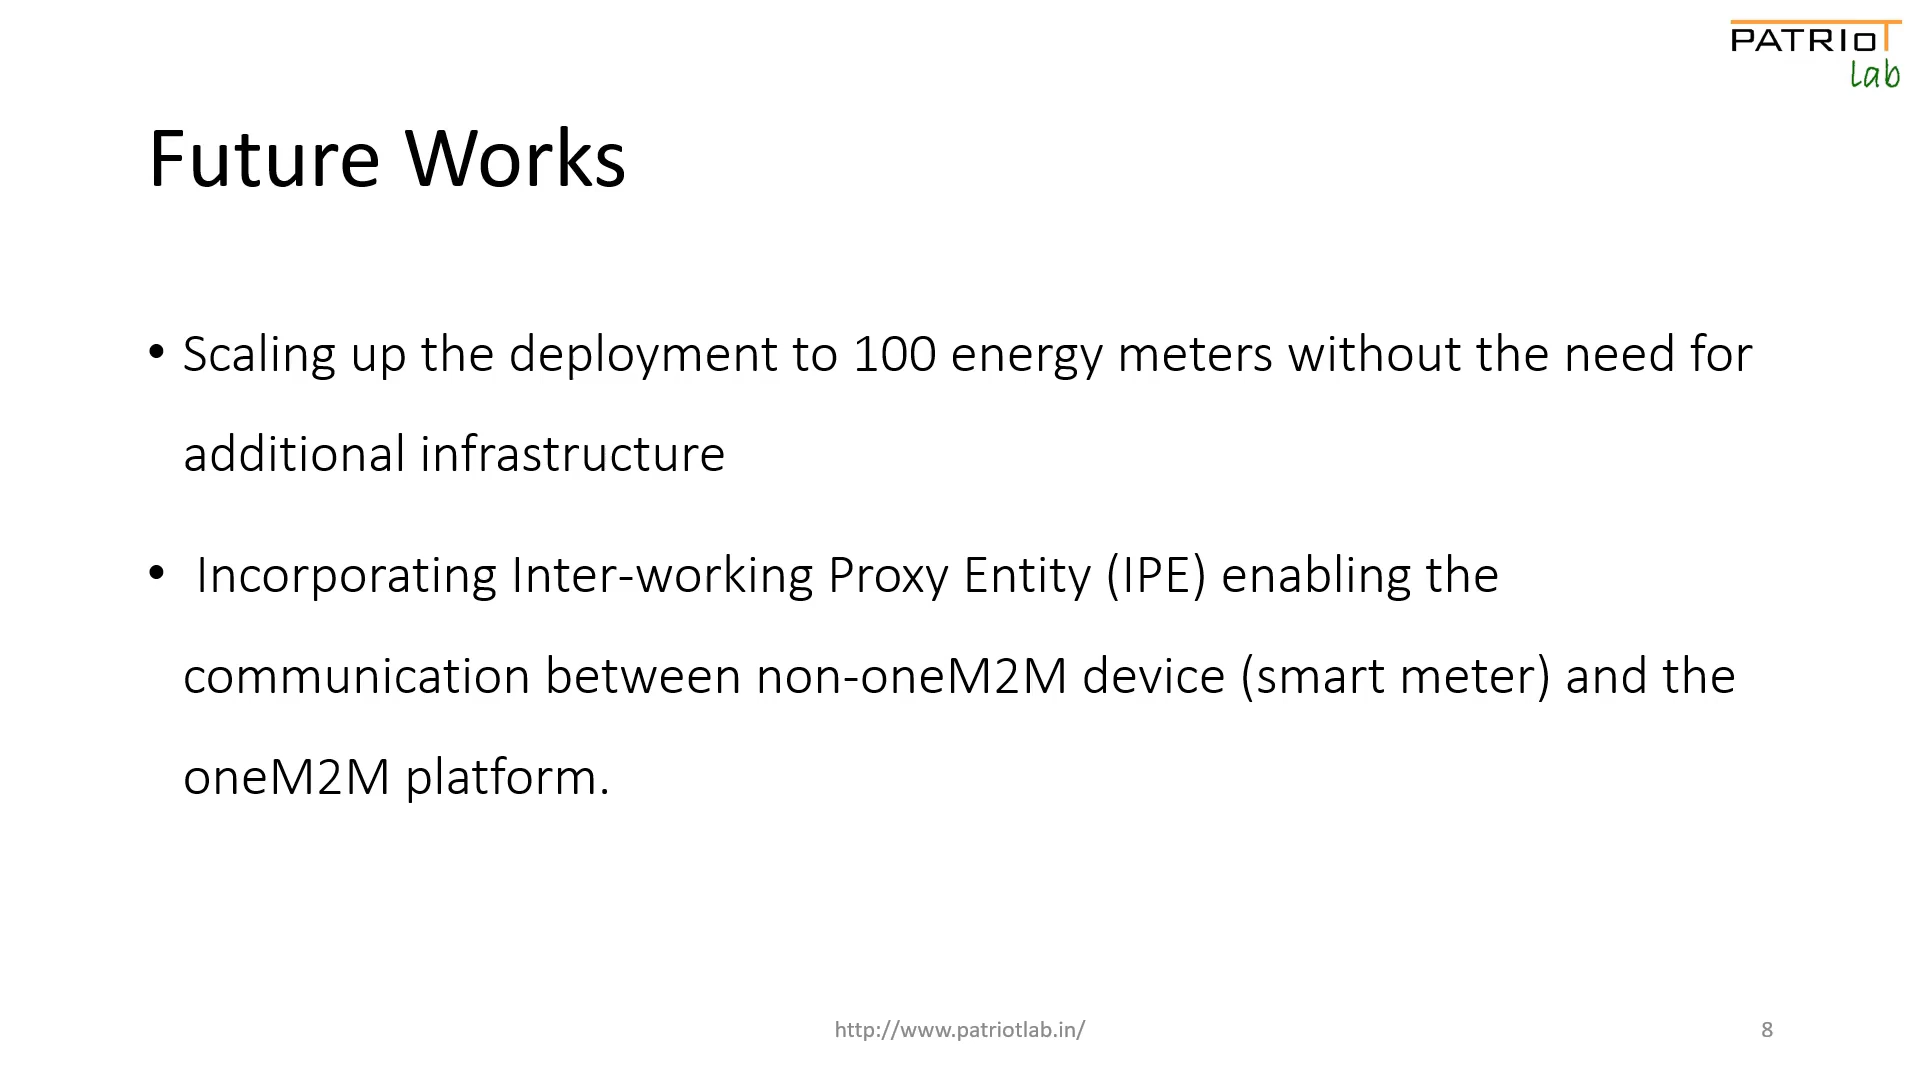 PATRIoT
lab
Future Works
• Scaling up the deployment to 100 energy meters without the need for
additional infrastructure
• Incorporating Inter-working Proxy Entity (IPE) enabling the
communication between non-oneM2M device (smart meter) and the
oneM2M platform.
http://www.patriotlab.in/
8